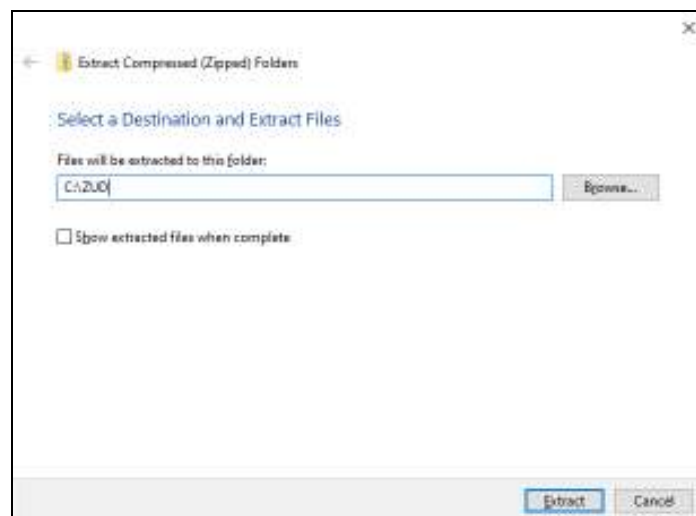 Extract Compressed (Zipped) Folders
Select a Destination and Extract Files
Files will be extracted to this folder:
C:\ZUD
Browse...
Show extracted files when complete
Extract
Cancel